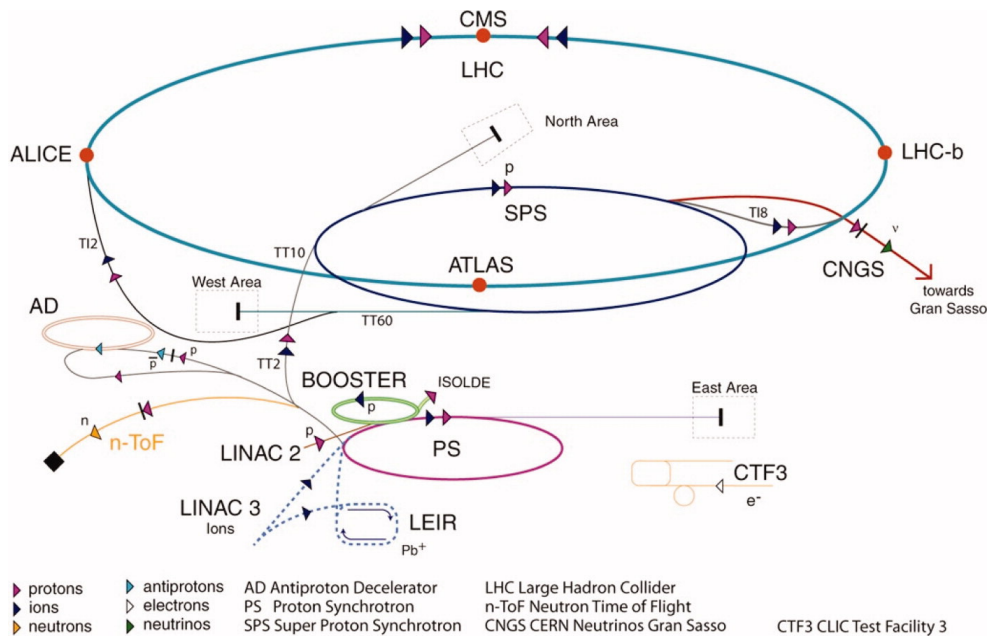 CMS
LHC
North Area
ALICE
LHC-b
p
SPS
TI8
TI2
TT10
ν
CNGS
ATLAS
West Area
towards
Gran Sasso
AD
TT60
p
p
TT2
BOOSTER
ISOLDE
East Area
p
n
n-ToF
p
LINAC 2
PS
CTF3
e-
LINAC 3
Ions
LEIR
Pb+
protons
antiprotons
AD Antiproton Decelerator
LHC Large Hadron Collider
ions
electrons
PS Proton Synchrotron
n-ToF Neutron Time of Flight
neutrons
neutrinos
SPS Super Proton Synchrotron
CNGS CERN Neutrinos Gran Sasso
CTF3 CLIC Test Facility 3